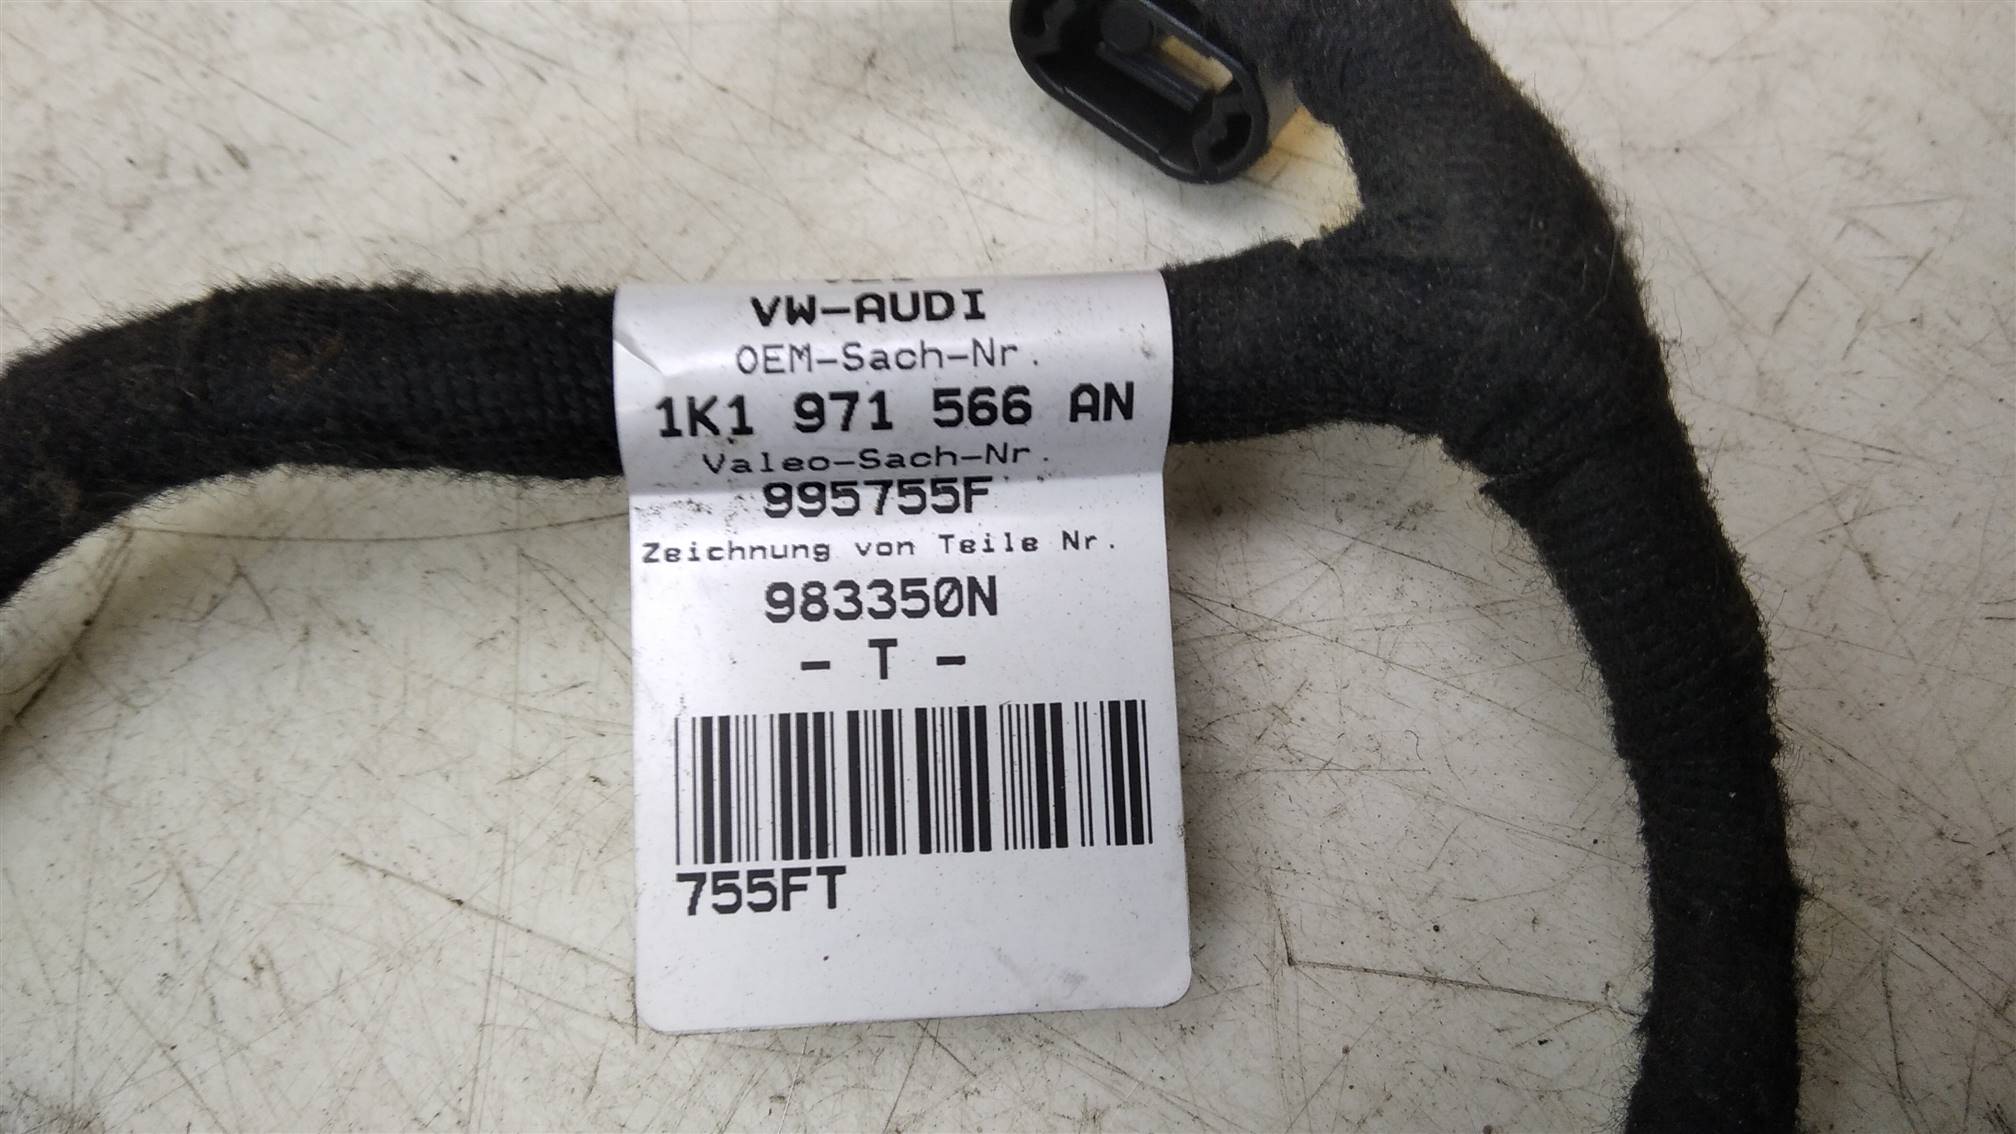 VW-AUDI
OEM-Sach-Nr.
1K1 971 566 AN
Valeo-Sach-Nr.
995755F
Zeichnung von Teile Nr.
983350N
- T -
755FT